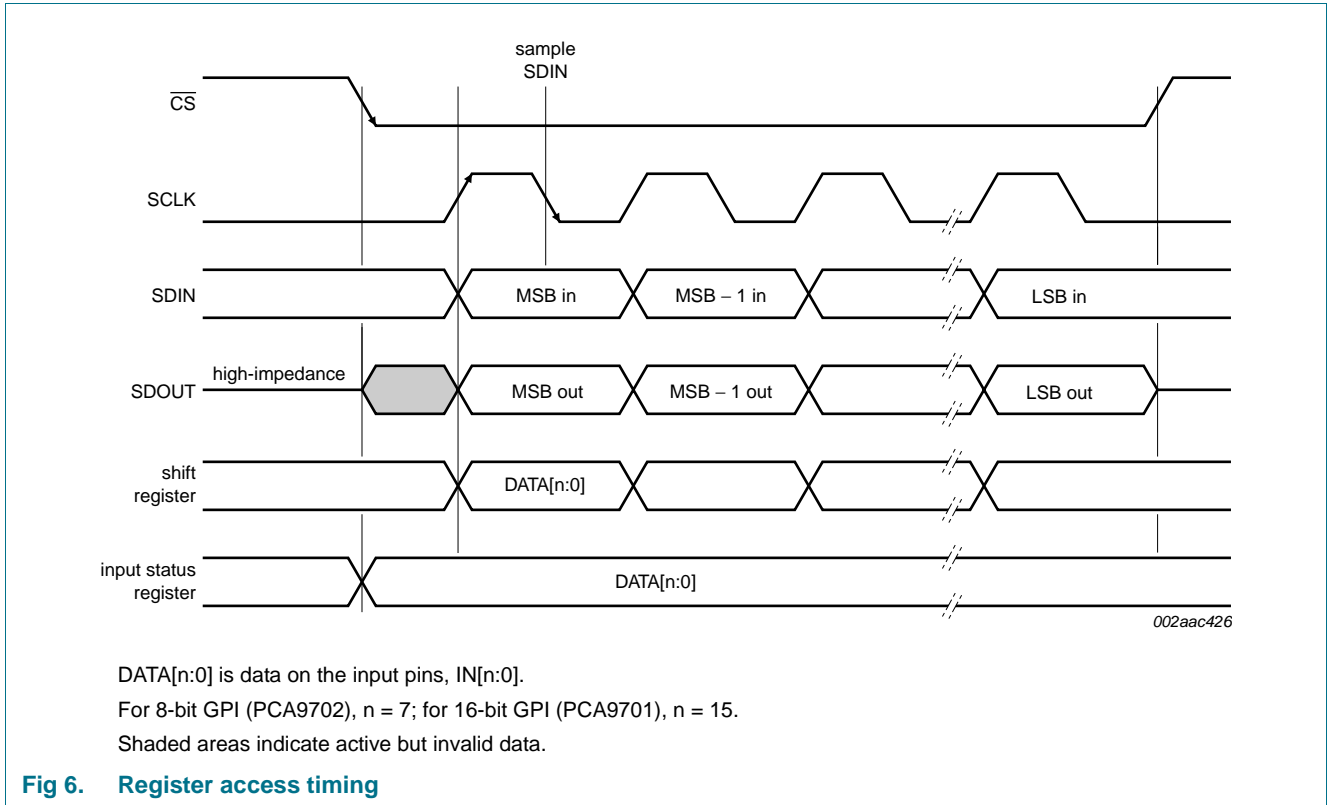 sample
SDIN
CS
SCLK
SDIN
MSB in
MSB − 1 in
LSB in
SDOUT
high-impedance
MSB out
MSB − 1 out
LSB out
shift
register
DATA[n:0]
input status
register
DATA[n:0]
002aac426
DATA[n:0] is data on the input pins, IN[n:0].
For 8-bit GPI (PCA9702), n = 7; for 16-bit GPI (PCA9701), n = 15.
Shaded areas indicate active but invalid data.
Fig 6. Register access timing